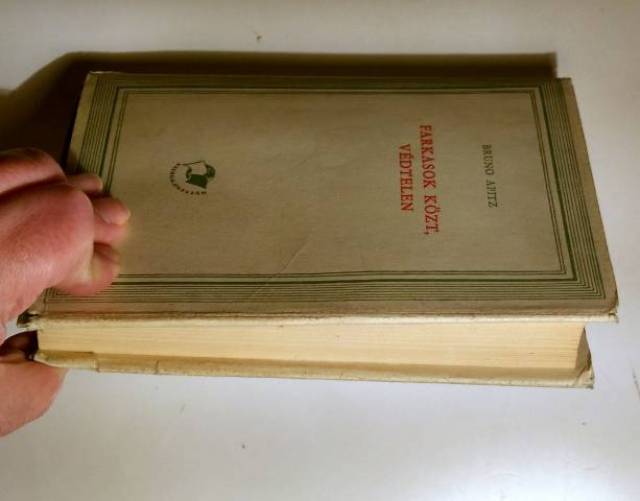 BRUNO APITZ
FARKASOK KÖZT,
VÉDTELEN